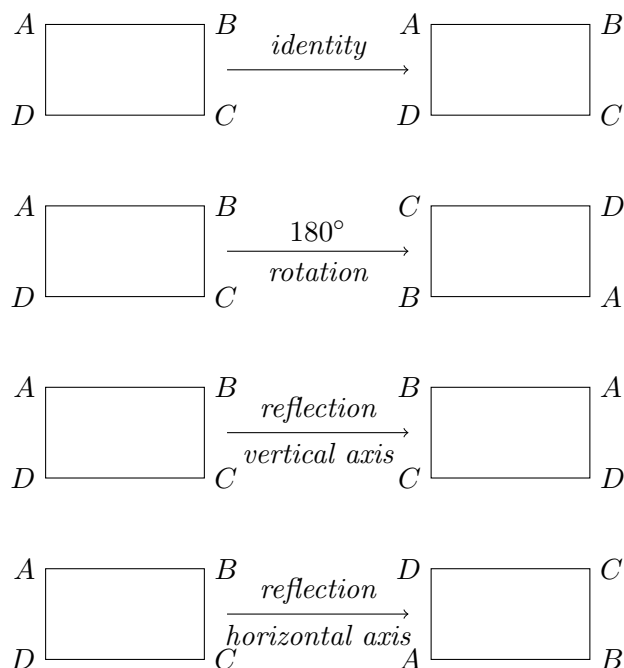 A B A B
identity
D C D C
A B C D
180°
rotation
D C B A
A B B A
reflection
vertical axis
D C C D
A B D C
reflection
horizontal axis
D C A B